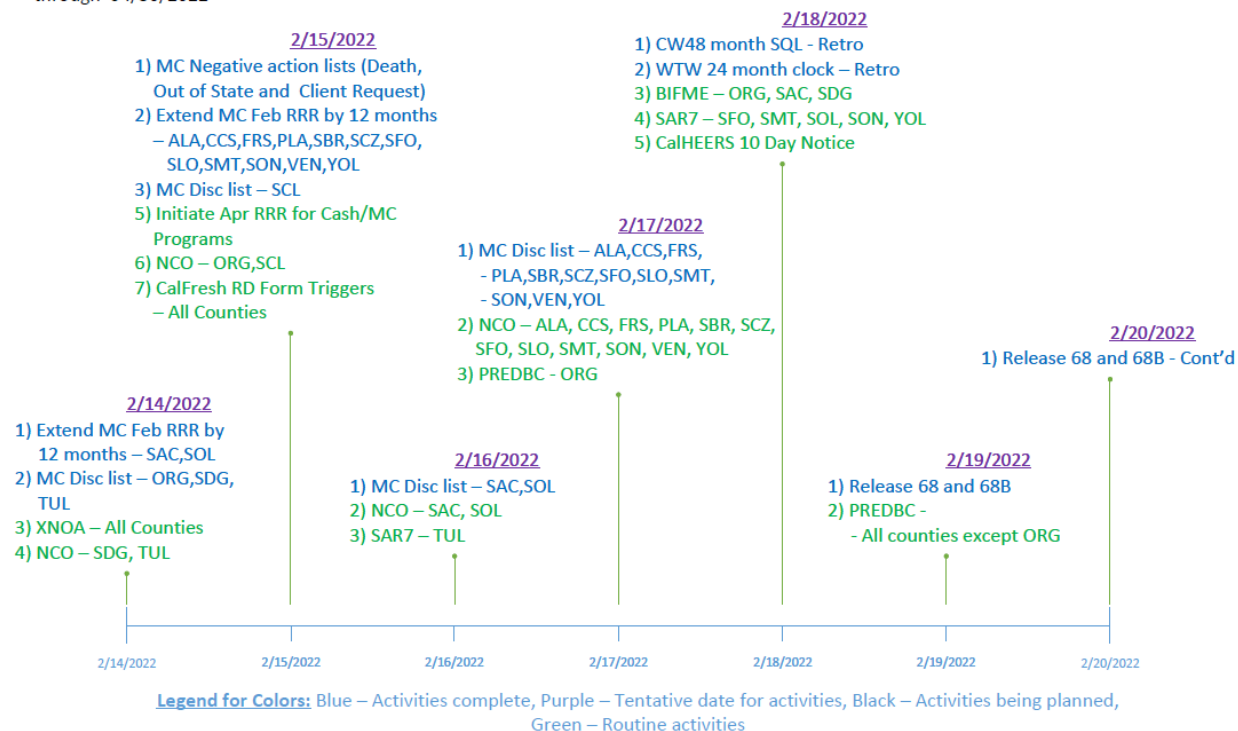 through 04/30/2022
2/15/2022
1) MC Negative action lists (Death,
Out of State and Client Request)
2) Extend MC Feb RRR by 12 months
– ALA,CCS,FRS,PLA,SBR,SCZ,SFO,
SLO,SMT,SON,VEN,YOL
3) MC Disc list – SCL
5) Initiate Apr RRR for Cash/MC
Programs
6) NCO – ORG,SCL
7) CalFresh RD Form Triggers
– All Counties
2/18/2022
1) CW48 month SQL - Retro
2) WTW 24 month clock – Retro
3) BIFME – ORG, SAC, SDG
4) SAR7 – SFO, SMT, SOL, SON, YOL
5) CalHEERS 10 Day Notice
2/17/2022
1) MC Disc list – ALA,CCS,FRS,
- PLA,SBR,SCZ,SFO,SLO,SMT,
- SON,VEN,YOL
2) NCO – ALA, CCS, FRS, PLA, SBR, SCZ,
SFO, SLO, SMT, SON, VEN, YOL
3) PREDBC - ORG
2/20/2022
1) Release 68 and 68B - Cont’d
2/14/2022
1) Extend MC Feb RRR by
12 months – SAC,SOL
2) MC Disc list – ORG,SDG,
TUL
3) XNOA – All Counties
4) NCO – SDG, TUL
2/16/2022
1) MC Disc list – SAC,SOL
2) NCO – SAC, SOL
3) SAR7 – TUL
2/19/2022
1) Release 68 and 68B
2) PREDBC -
- All counties except ORG
2/14/2022
2/15/2022
2/16/2022
2/17/2022
2/18/2022
2/19/2022
2/20/2022
Legend for Colors: Blue – Activities complete, Purple – Tentative date for activities, Black – Activities being planned,
Green – Routine activities